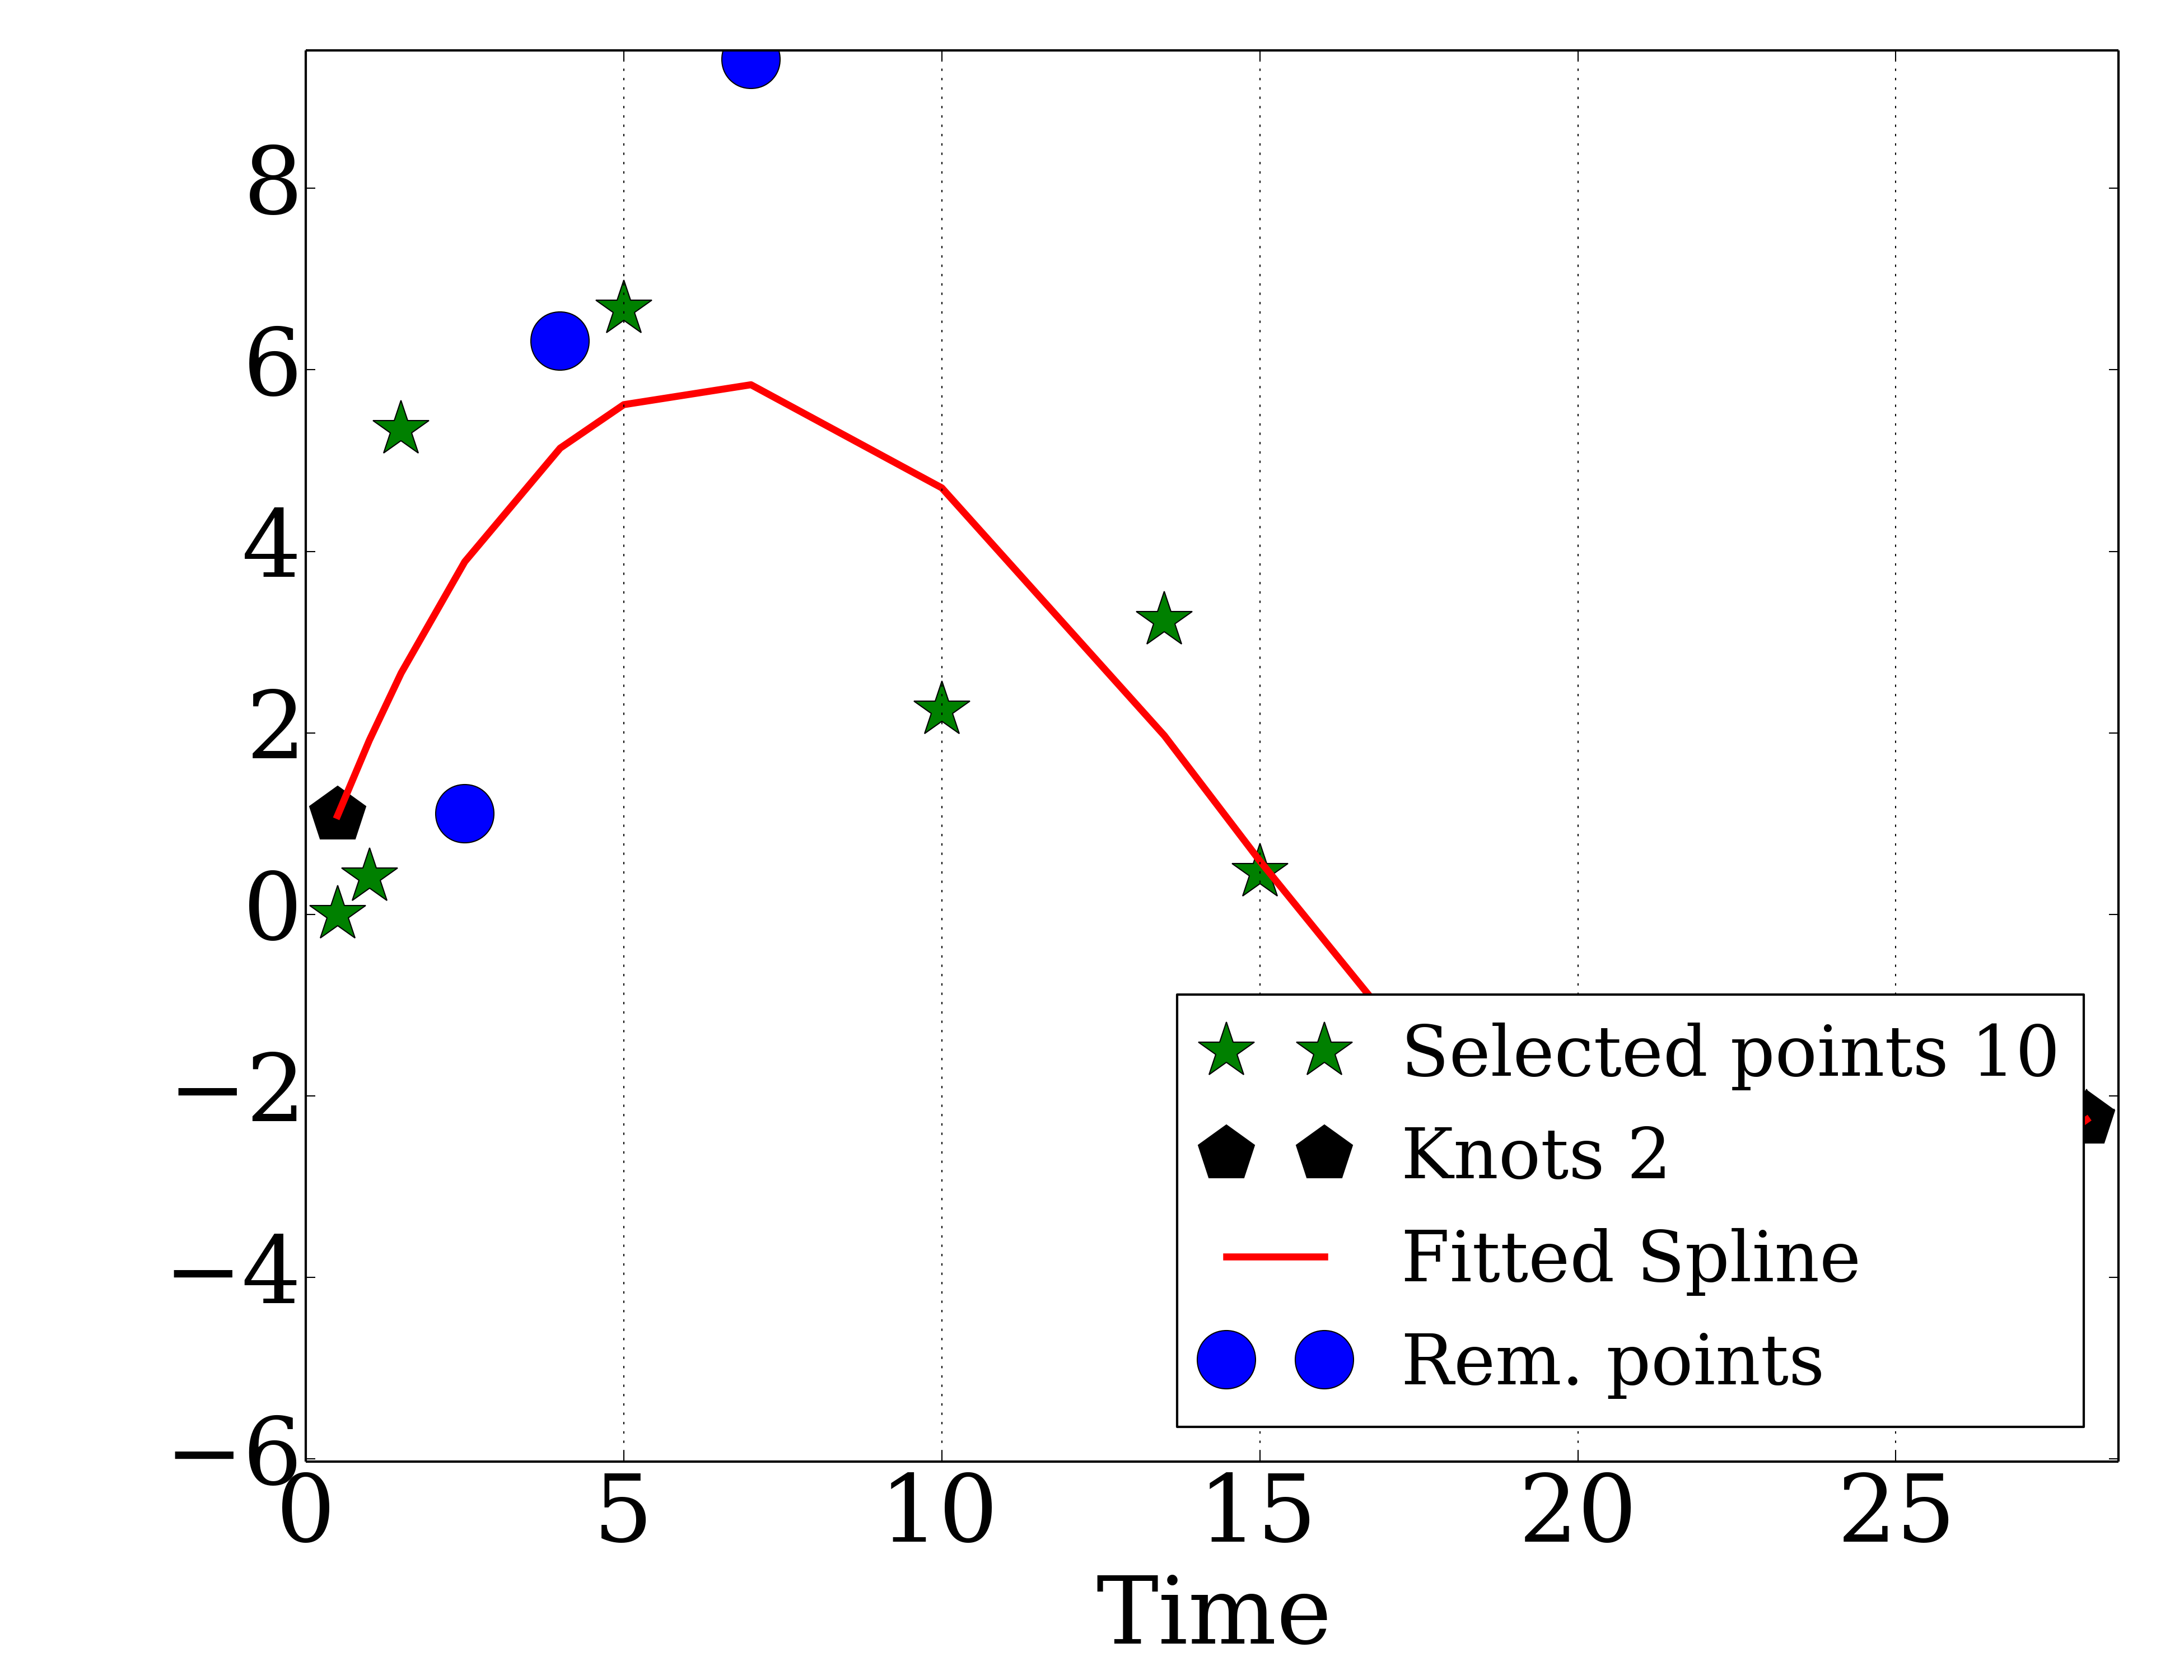 8
6
4
2
0
−2
−4
−6
Selected points 10
Knots 2
Fitted Spline
Rem. points
0 5 10 15 20 25
Time